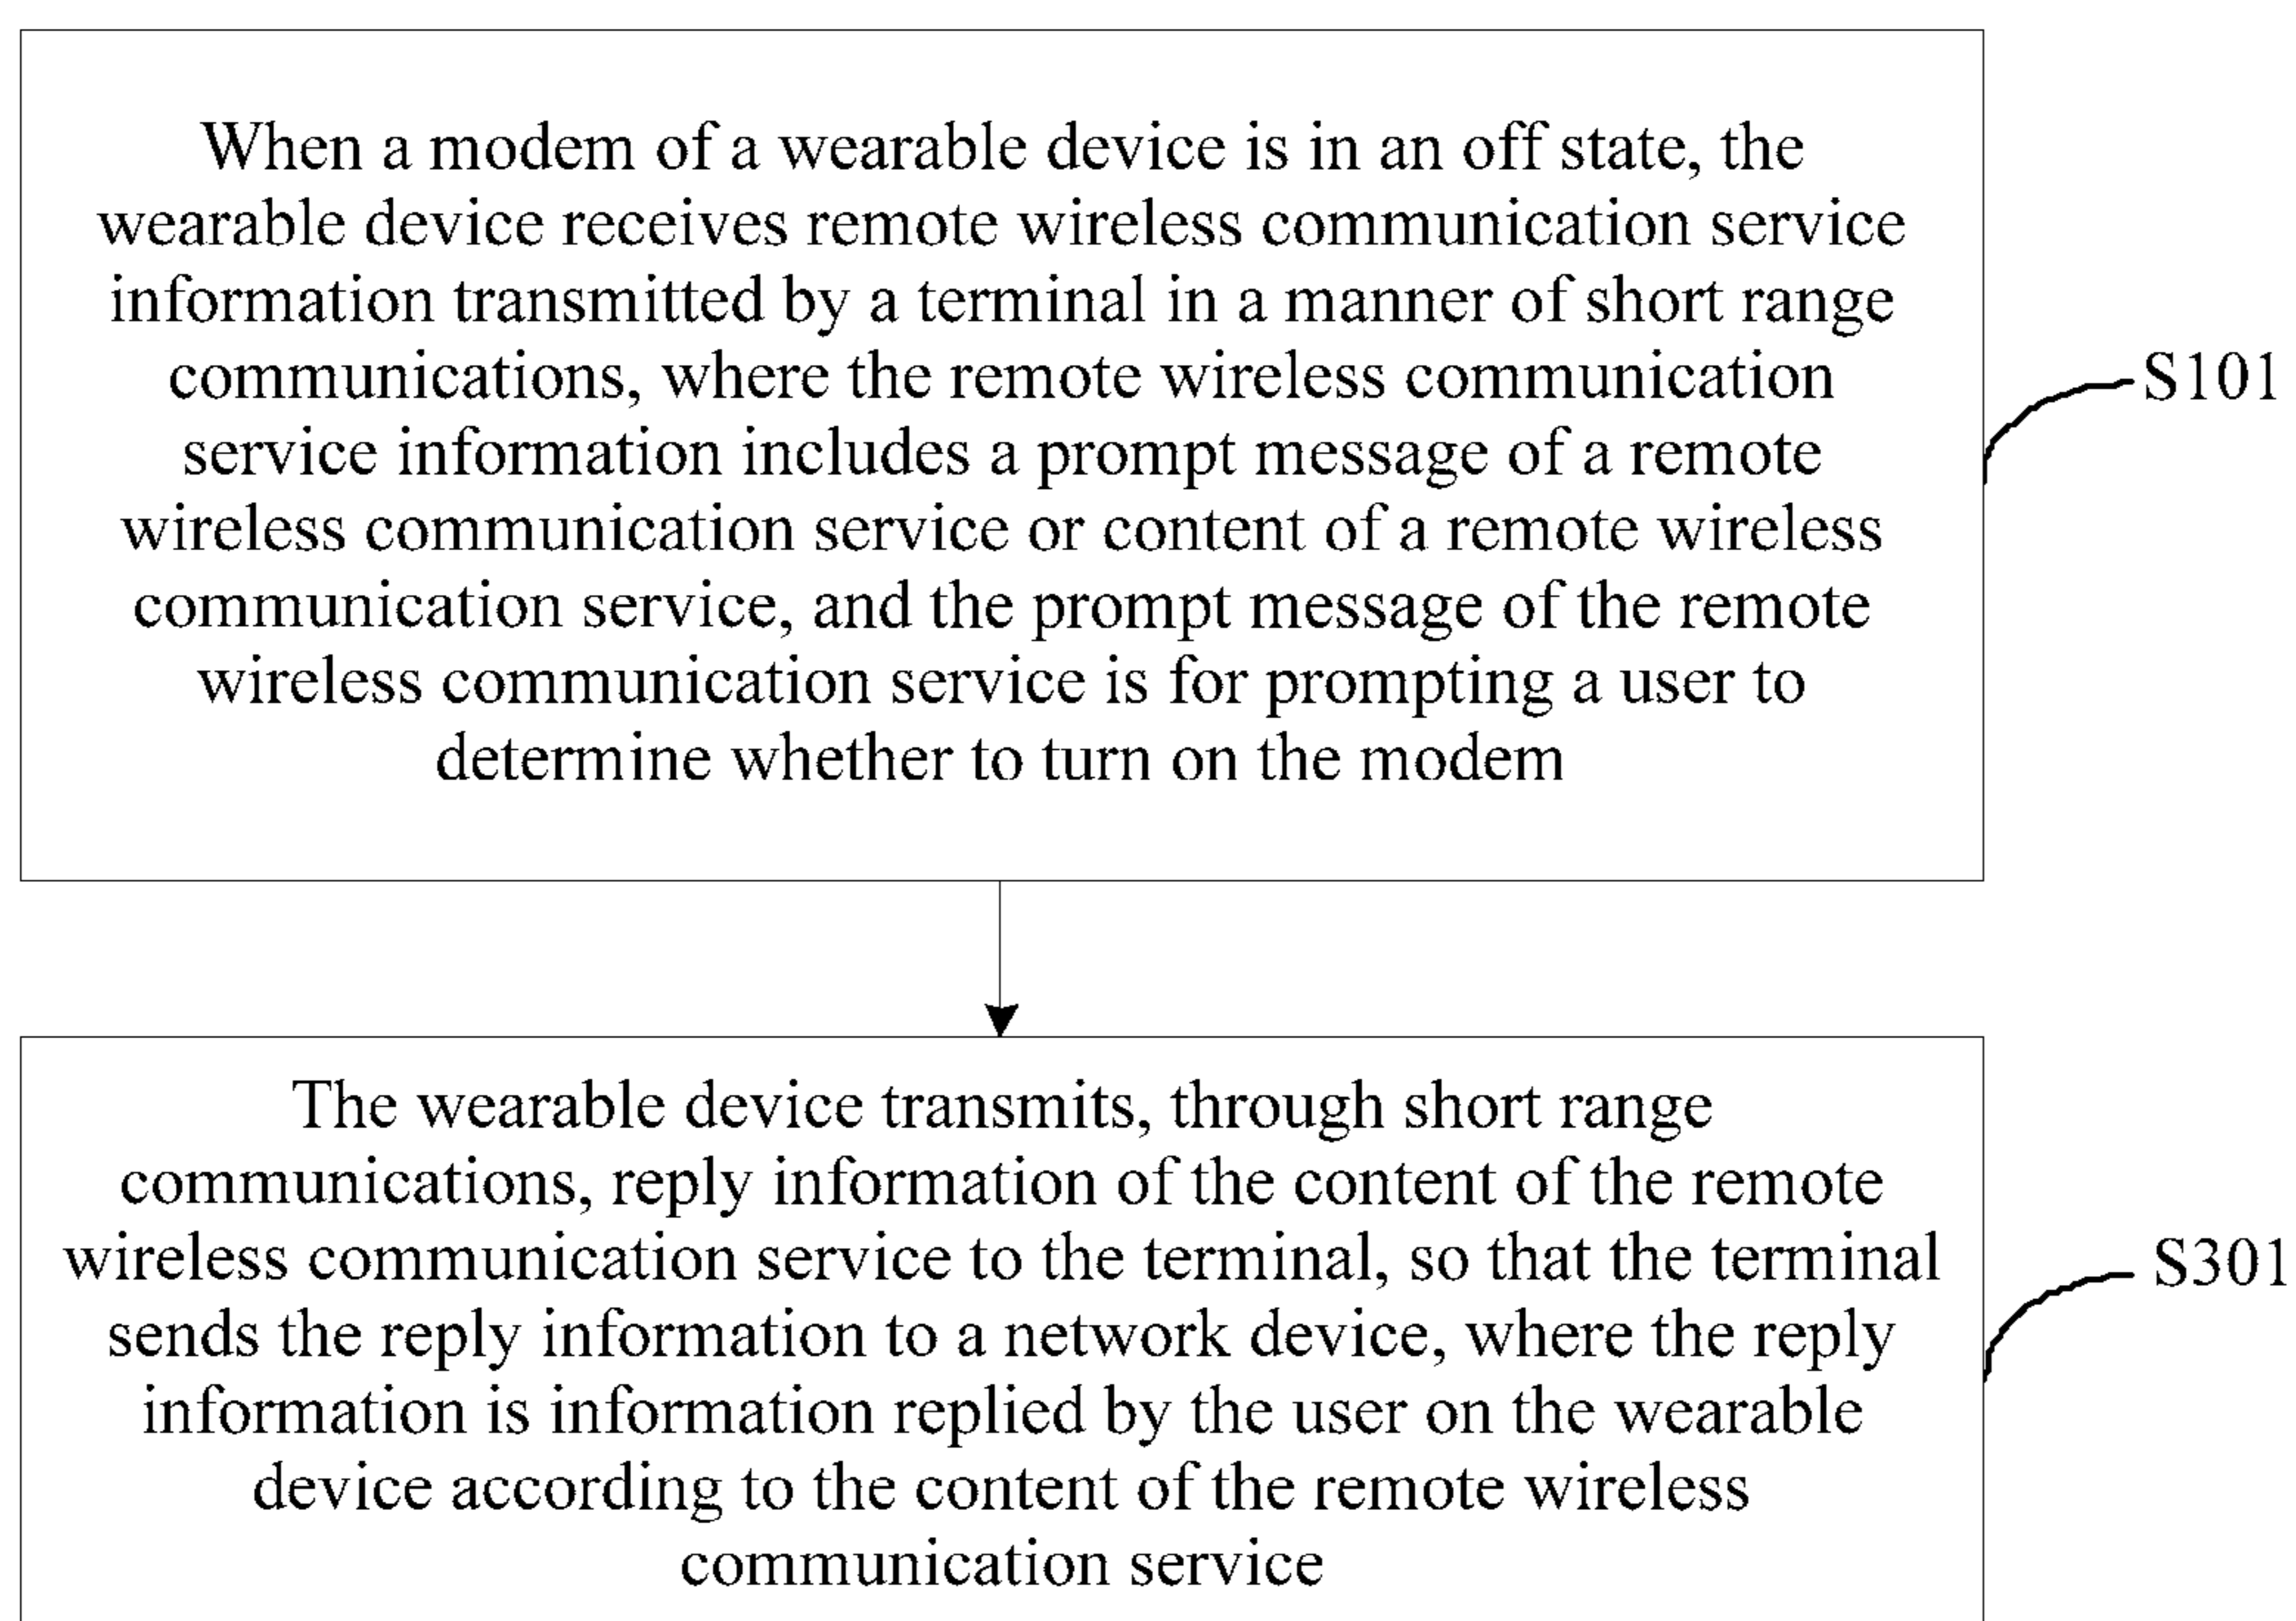 When a modem of a wearable device is in an off state, the
wearable device receives remote wireless communication service
information transmitted by a terminal in a manner of short range
communications, where the remote wireless communication
service information includes a prompt message of a remote
wireless communication service or content of a remote wireless
communication service, and the prompt message of the remote
wireless communication service is for prompting a user to
determine whether to turn on the modem
S101
The wearable device transmits, through short range
communications, reply information of the content of the remote
wireless communication service to the terminal, so that the terminal
sends the reply information to a network device, where the reply
information is information replied by the user on the wearable
device according to the content of the remote wireless
communication service
S301